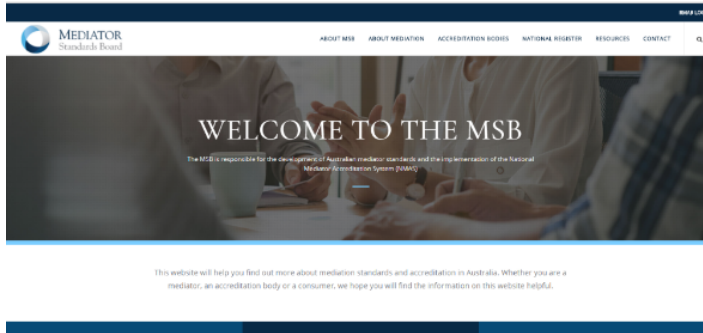 MEDIATOR
Standards Board
ABOUT MSB ABOUT MEDIATION ACCREDITATION BODIES NATIONAL REGISTER RESOURCES CONTACT
WELCOME TO THE MSB
The MSB is responsible for the development of Australian mediator standards and the implementation of the National
Mediator Accreditation System (NMAS)
This website will help you find out more about mediation standards and accreditation in Australia. Whether you are a
mediator, an accreditation body or a consumer, we hope you will find the information on this website helpful.